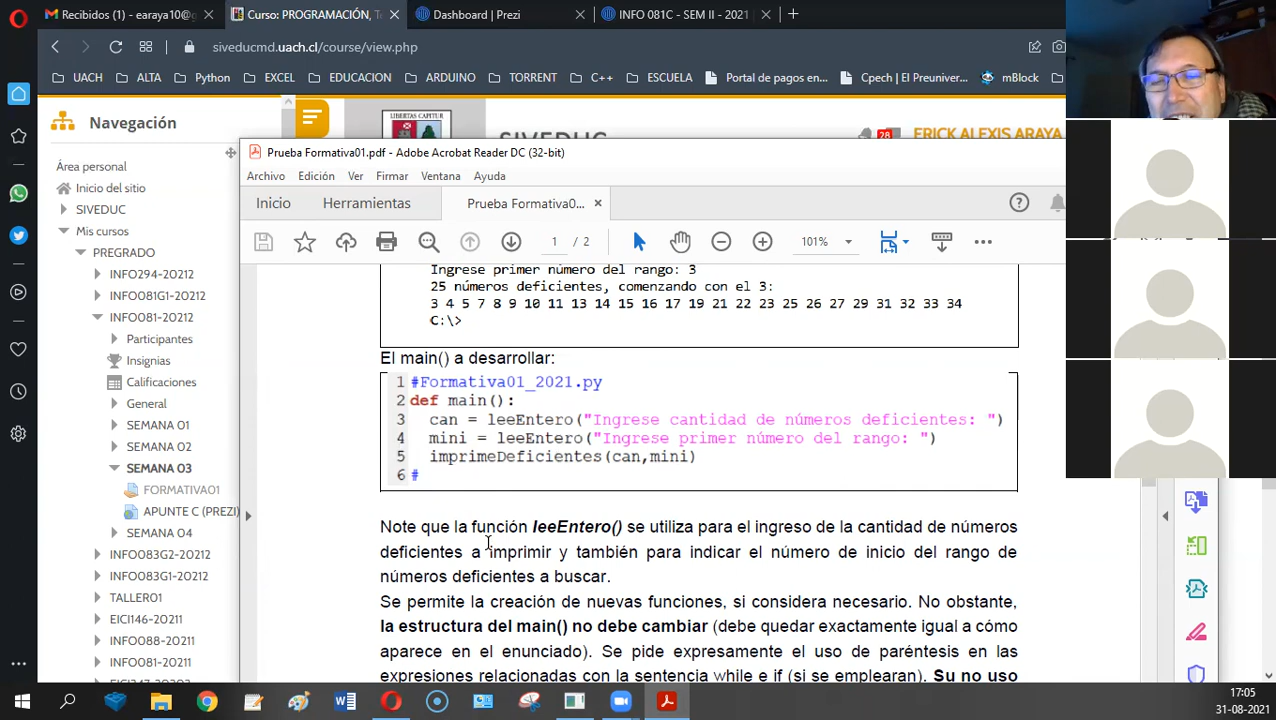 Recibidos (1) - earaya10@g
Curso: PROGRAMACIÓN, T
Dashboard | Prezi
INFO 081C - SEM II - 2021
siveducmd.uach.cl/course/view.php
UACH
ALTA
Python
EXCEL
EDUCACION
ARDUINO
TORRENT
C++
ESCUELA
Portal de pagos en...
Cpech | El Preuniver...
mBlock
Navegación
LIBERTAS CAPITUR
SIVEDUC
28
ERICK ALEXIS ARAYA
Área personal
Inicio del sitio
SIVEDUC
Mis cursos
PREGRADO
INFO294-20212
INFO081G1-20212
INFO081-20212
Participantes
Insignias
Calificaciones
General
SEMANA 01
SEMANA 02
SEMANA 03
FORMATIVA01
APUNTE C (PREZI)
SEMANA 04
INFO083G2-20212
INFO083G1-20212
TALLER01
EICI146-20211
INFO088-20211
INFO081-20211
Prueba Formativa01.pdf - Adobe Acrobat Reader DC (32-bit)
Archivo Edición Ver Firmar Ventana Ayuda
Inicio
Herramientas
Prueba Formativa0...
1 / 2
101%
Ingrese primer número del rango: 3
25 números deficientes, comenzando con el 3:
3 4 5 7 8 9 10 11 13 14 15 16 17 19 21 22 23 25 26 27 29 31 32 33 34
C:\>
El main() a desarrollar:
1 #Formativa01_2021.py
2 def main():
3 can = leeEntero("Ingrese cantidad de números deficientes: ")
4 mini = leeEntero("Ingrese primer número del rango: ")
5 imprimeDeficientes(can,mini)
6 #
Note que la función leeEntero() se utiliza para el ingreso de la cantidad de números
deficientes a imprimir y también para indicar el número de inicio del rango de
números deficientes a buscar.
Se permite la creación de nuevas funciones, si considera necesario. No obstante,
la estructura del main() no debe cambiar (debe quedar exactamente igual a cómo
aparece en el enunciado). Se pide expresamente el uso de paréntesis en las
expresiones relacionadas con la sentencia while e if (si se emplearan). Su no uso
17:05
31-08-2021